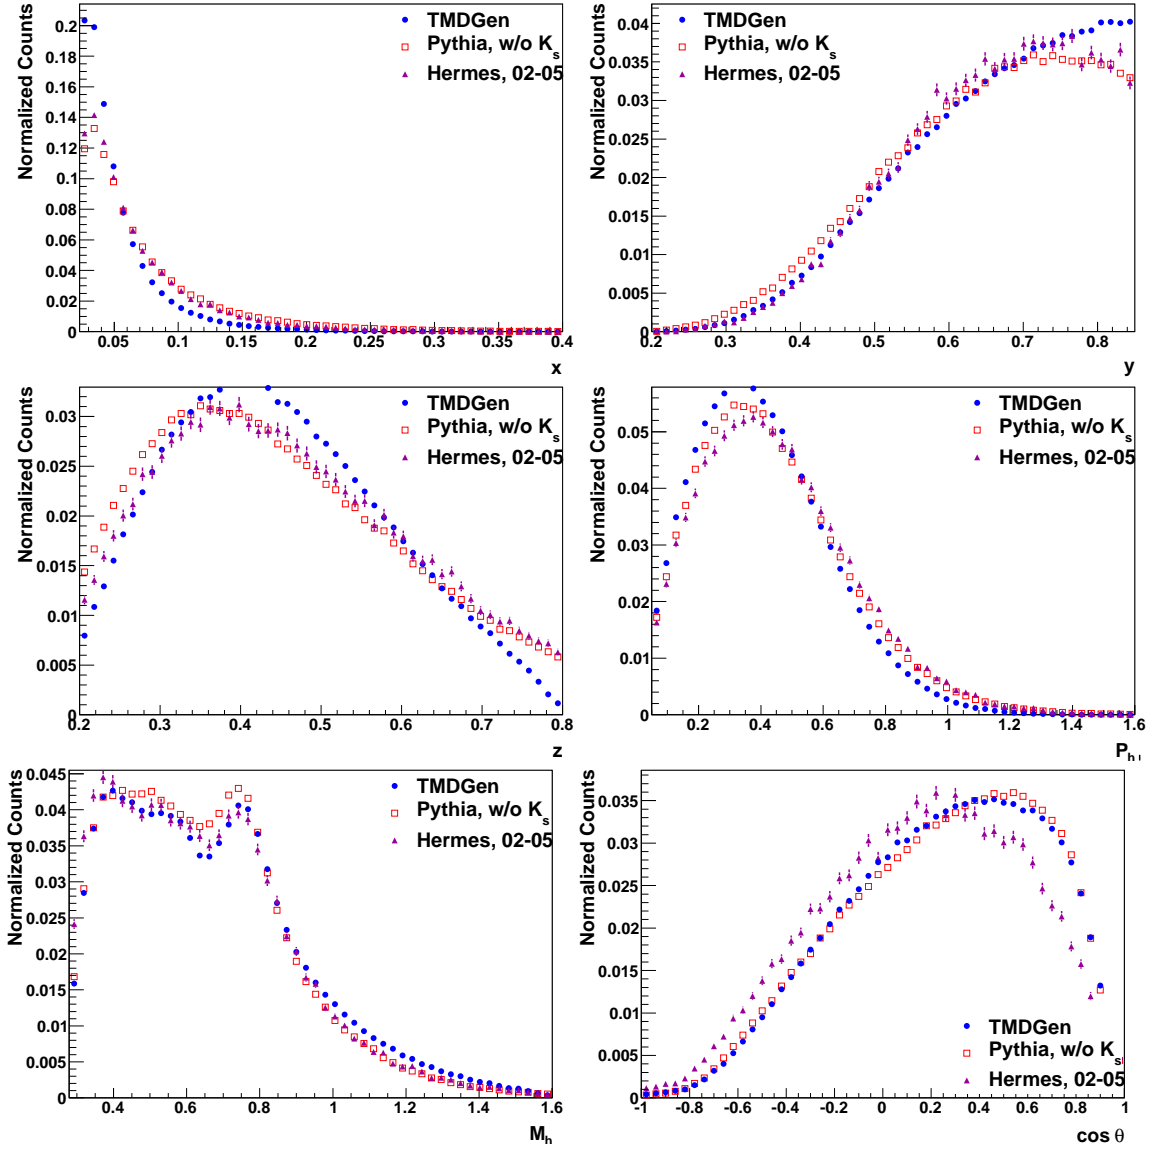 Normalized Counts
0.2
0.18
0.16
0.14
0.12
0.1
0.08
0.06
0.04
0.02
0
TMDGen
Pythia, w/o Ks
Hermes, 02-05
0.05 0.1 0.15 0.2 0.25 0.3 0.35 0.4
x
Normalized Counts
0.04
0.035
0.03
0.025
0.02
0.015
0.01
0.005
0
TMDGen
Pythia, w/o Ks
Hermes, 02-05
0.2 0.3 0.4 0.5 0.6 0.7 0.8
y
Normalized Counts
0.03
0.025
0.02
0.015
0.01
0.005
0
TMDGen
Pythia, w/o Ks
Hermes, 02-05
0.2 0.3 0.4 0.5 0.6 0.7 0.8
z
Normalized Counts
0.05
0.04
0.03
0.02
0.01
0
TMDGen
Pythia, w/o Ks
Hermes, 02-05
0.2 0.4 0.6 0.8 1 1.2 1.4 1.6
Ph⊥
Normalized Counts
0.045
0.04
0.035
0.03
0.025
0.02
0.015
0.01
0.005
0
TMDGen
Pythia, w/o Ks
Hermes, 02-05
0.4 0.6 0.8 1 1.2 1.4 1.6
Mh
Normalized Counts
0.035
0.03
0.025
0.02
0.015
0.01
0.005
0
TMDGen
Pythia, w/o Ks
Hermes, 02-05
-1 -0.8 -0.6 -0.4 -0.2 0 0.2 0.4 0.6 0.8 1
cos θ